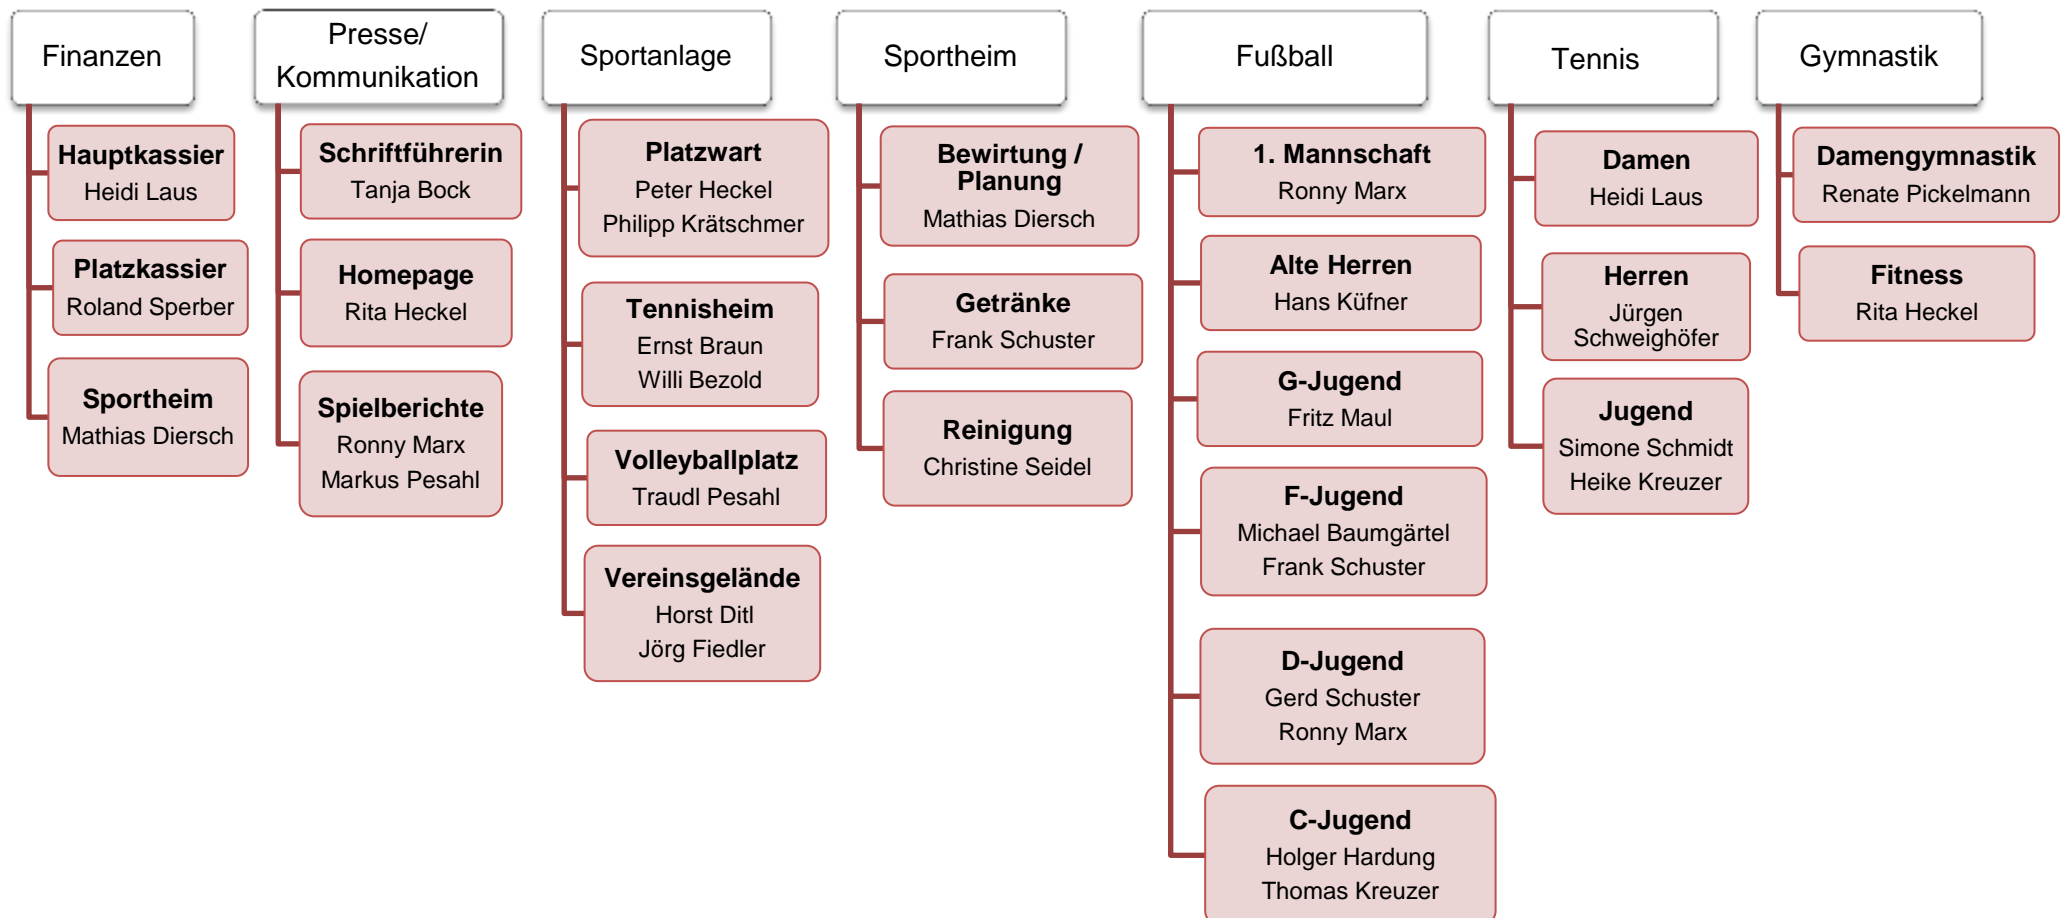 Finanzen
Hauptkassier
Heidi Laus
Platzkassier
Roland Sperber
Sportheim
Mathias Diersch
Presse/
Kommunikation
Schriftführerin
Tanja Bock
Homepage
Rita Heckel
Spielberichte
Ronny Marx
Markus Pesahl
Sportanlage
Platzwart
Peter Heckel
Philipp Krätschmer
Tennisheim
Ernst Braun
Willi Bezold
Volleyballplatz
Traudl Pesahl
Vereinsgelände
Horst Ditl
Jörg Fiedler
Sportheim
Bewirtung /
Planung
Mathias Diersch
Getränke
Frank Schuster
Reinigung
Christine Seidel
Fußball
1. Mannschaft
Ronny Marx
Alte Herren
Hans Küfner
G-Jugend
Fritz Maul
F-Jugend
Michael Baumgärtel
Frank Schuster
D-Jugend
Gerd Schuster
Ronny Marx
C-Jugend
Holger Hardung
Thomas Kreuzer
Tennis
Damen
Heidi Laus
Herren
Jürgen
Schweighöfer
Jugend
Simone Schmidt
Heike Kreuzer
Gymnastik
Damengymnastik
Renate Pickelmann
Fitness
Rita Heckel